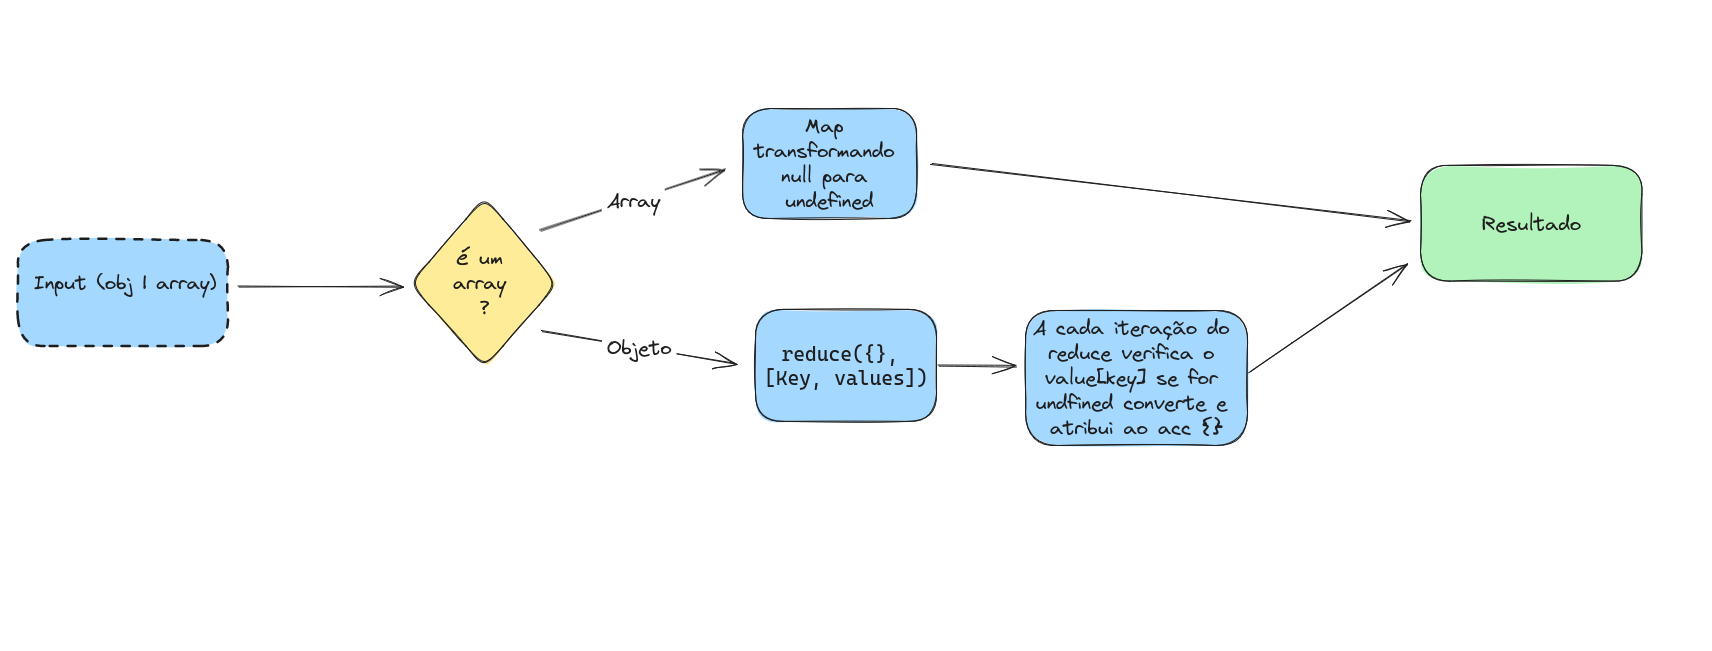 Input (obj | array)
é um
array
?
Array
Map
transformando
null para
undefined
Objeto
reduce({},
[Key, values])
A cada iteração do
reduce verifica o
value[key] se for
undfined converte e
atribui ao acc {}
Resultado